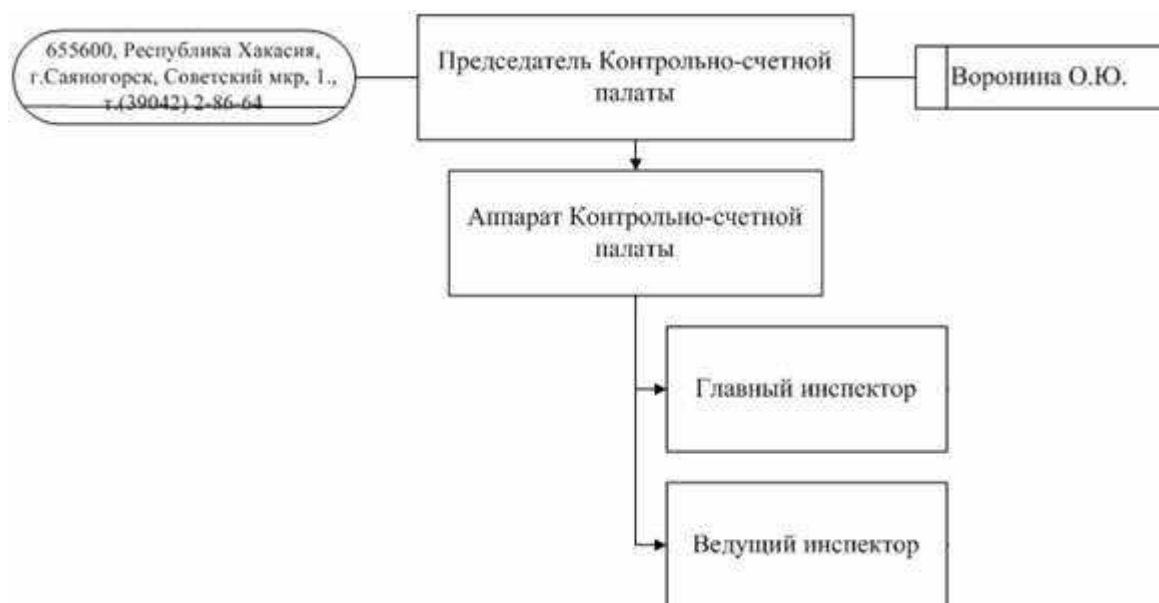 655600, Республика Хакасия,
г.Саяногорск, Советский мкр, 1.,
т.(39042) 2-86-64
Председатель Контрольно-счетной
палаты
Воронина О.Ю.
Аппарат Контрольно-счетной
палаты
Главный инспектор
Ведущий инспектор